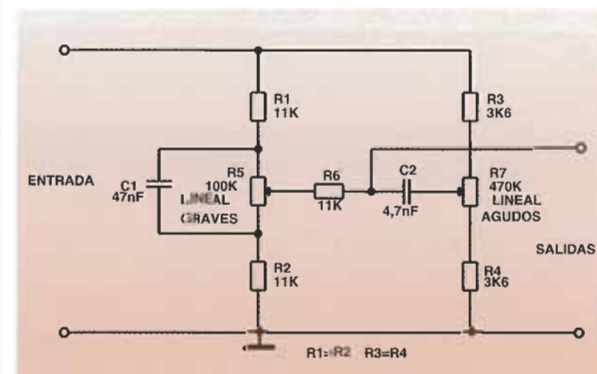 R1
11K
R3
3K6
ENTRADA
C1
47nF
R5
100K
LINEAL
GRAVES
R6
11K
C2
4,7nF
R7
470K
LINEAL
AGUDOS
SALIDAS
R2
11K
R4
3K6
R1=R2 R3=R4